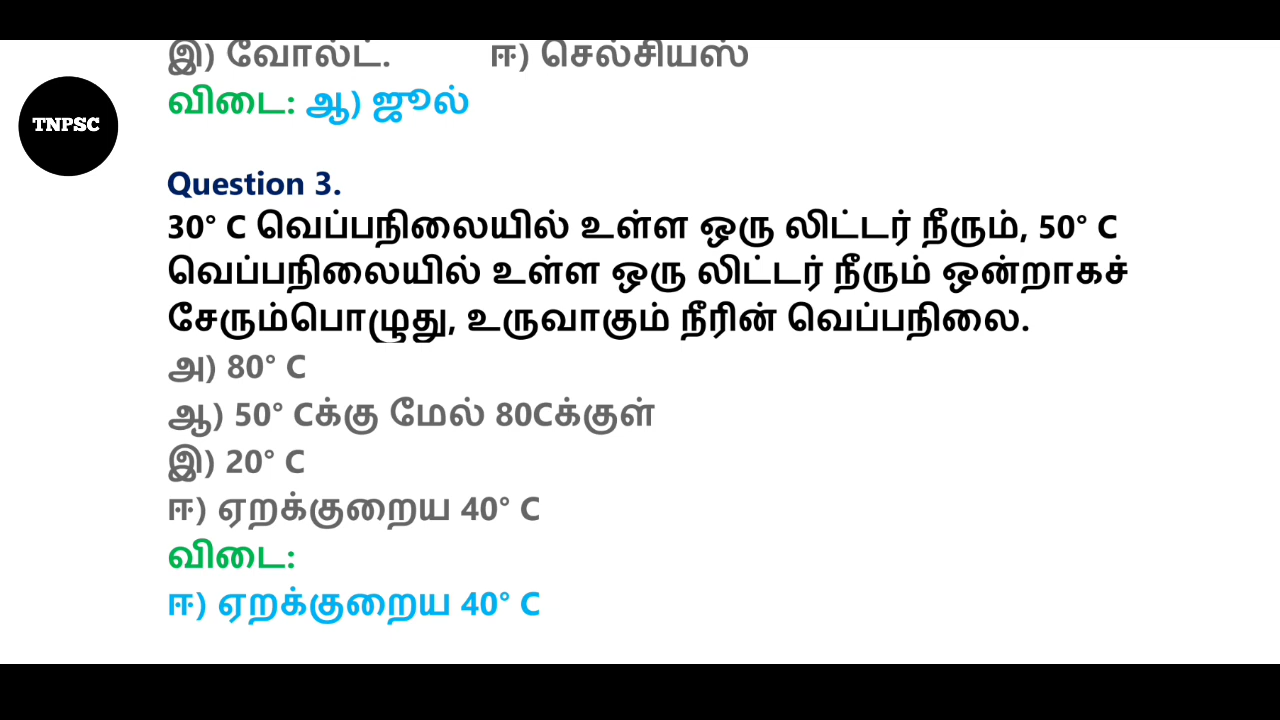 இ) வோல்ட். ஈ) செல்சியஸ்
விடை: ஆ) ஜூல்
TNPSC
Question 3.
30° C வெப்பநிலையில் உள்ள ஒரு லிட்டர் நீரும், 50° C
வெப்பநிலையில் உள்ள ஒரு லிட்டர் நீரும் ஒன்றாகச்
சேரும்பொழுது, உருவாகும் நீரின் வெப்பநிலை.
அ) 80° C
ஆ) 50° Cக்கு மேல் 80Cக்குள்
இ) 20° C
ஈ) ஏறக்குறைய 40° C
விடை:
ஈ) ஏறக்குறைய 40° C